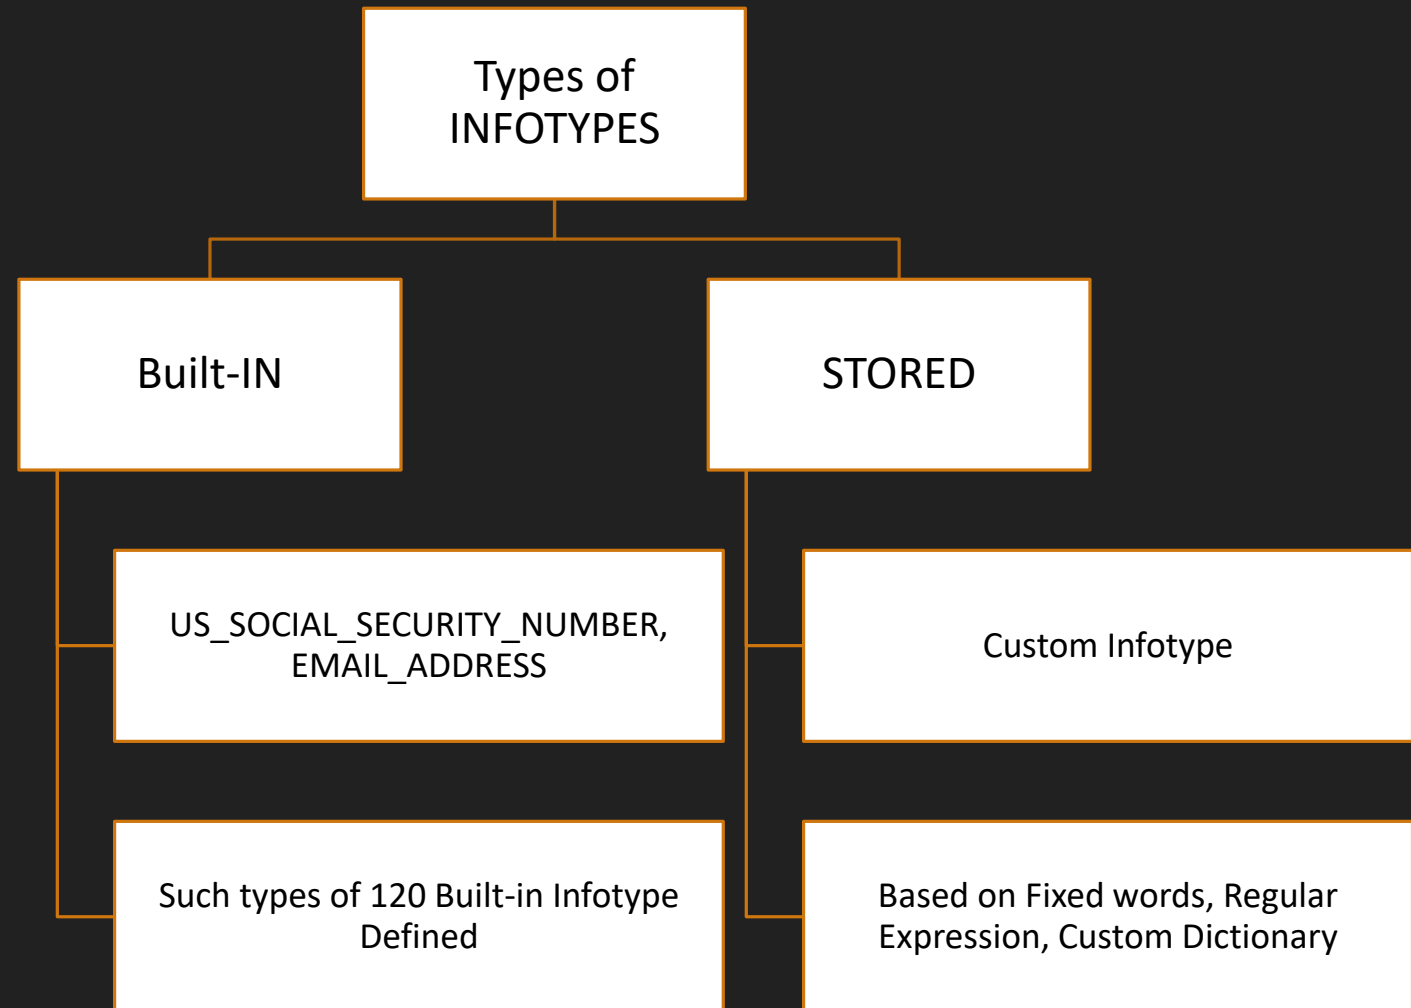 Types of
INFOTYPES
Built-IN
STORED
US_SOCIAL_SECURITY_NUMBER,
EMAIL_ADDRESS
Custom Infotype
Such types of 120 Built-in Infotype
Defined
Based on Fixed words, Regular
Expression, Custom Dictionary